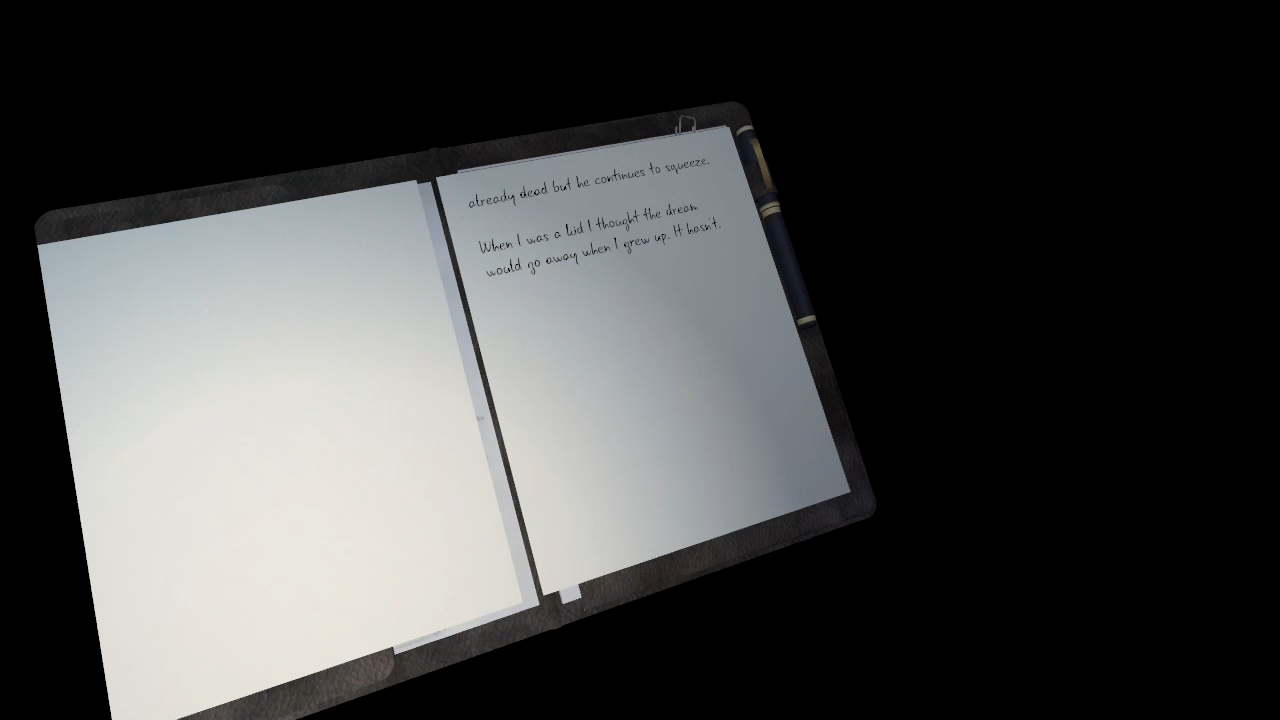 already dead but he continues to squeeze.
When I was a kid I thought the dream
would go away when I grew up. It hasn't.